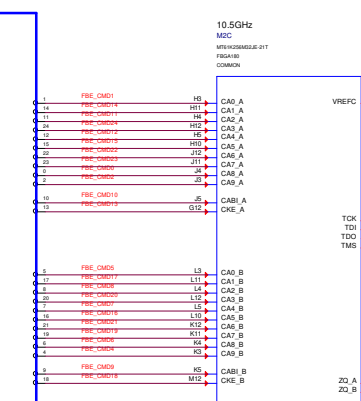 10.5GHz
M2C
MT61K256M32JE-21T
FBGA180
COMMON
VREFC
1 FBE_CMD1 H3 CA0_A
14 FBE_CMD14 H11 CA1_A
11 FBE_CMD11 H4 CA2_A
24 FBE_CMD24 H12 CA3_A
12 FBE_CMD12 H5 CA4_A
15 FBE_CMD15 H10 CA5_A
22 FBE_CMD22 J12 CA6_A
23 FBE_CMD23 J11 CA7_A
0 FBE_CMD0 J4 CA8_A
2 FBE_CMD2 J3 CA9_A
10 FBE_CMD10 J5 CABI_A
13 FBE_CMD13 G12 CKE_A
TCK
TDI
TDO
TMS
5 FBE_CMD5 L3 CA0_B
17 FBE_CMD17 L11 CA1_B
8 FBE_CMD8 L4 CA2_B
20 FBE_CMD20 L12 CA3_B
7 FBE_CMD7 L5 CA4_B
16 FBE_CMD16 L10 CA5_B
21 FBE_CMD21 K12 CA6_B
19 FBE_CMD19 K11 CA7_B
6 FBE_CMD6 K4 CA8_B
4 FBE_CMD4 K3 CA9_B
9 FBE_CMD9 K5 CABI_B
18 FBE_CMD18 M12 CKE_B
ZQ_A
ZQ_B